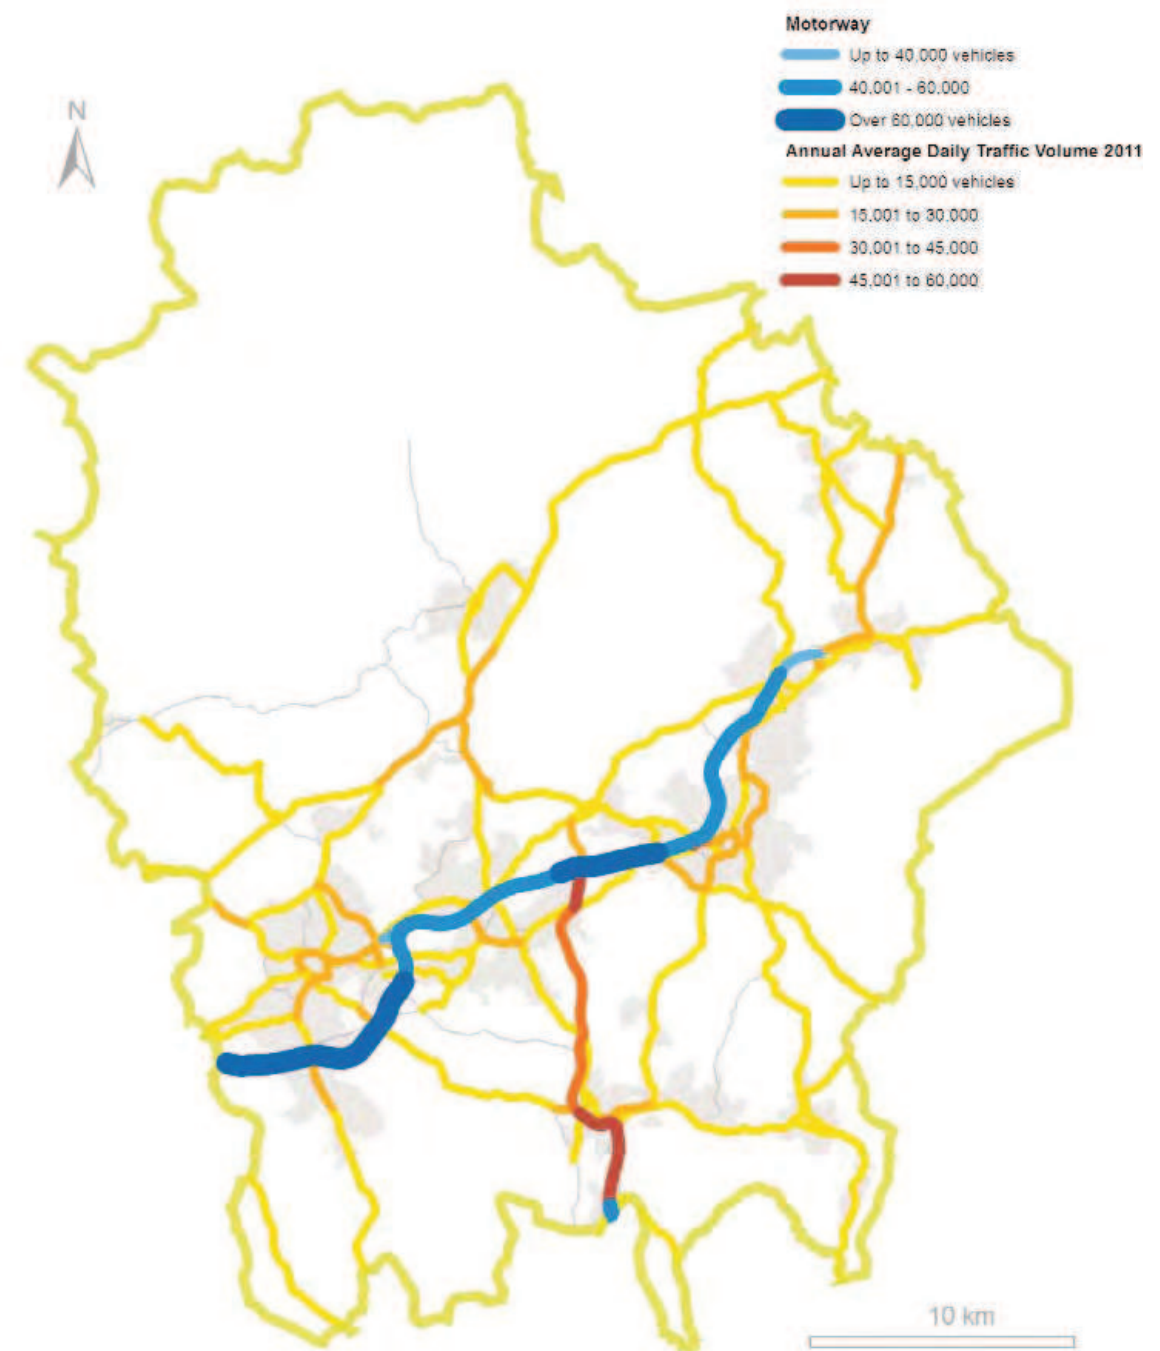 Motorway
Up to 40,000 vehicles
40,001 - 60,000
Over 60,000 vehicles
N
Annual Average Daily Traffic Volume 2011
Up to 15,000 vehicles
15,001 to 30,000
30,001 to 45,000
45,001 to 60,000
10 km